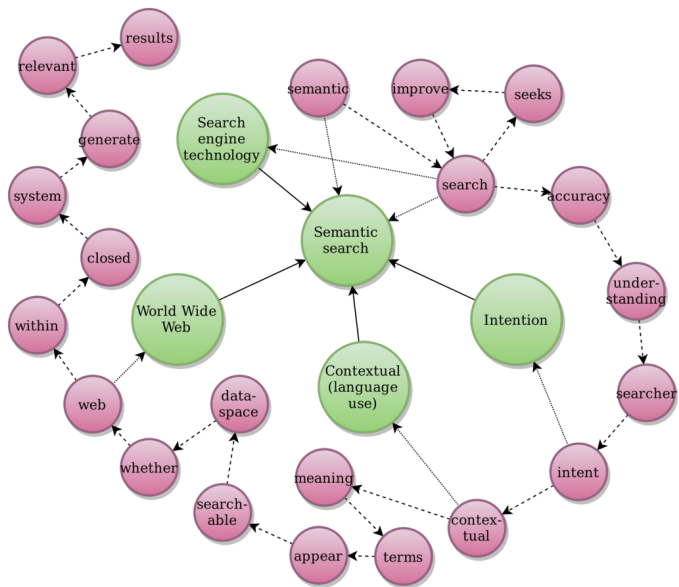 results
relevant
semantic
improve
seeks
Search
engine
technology
generate
search
system
accuracy
Semantic
search
closed
under-
standing
within
World Wide
Web
Intention
Contextual
(language
use)
searcher
web
data-
space
whether
meaning
intent
search-
able
contex-
tual
appear
terms